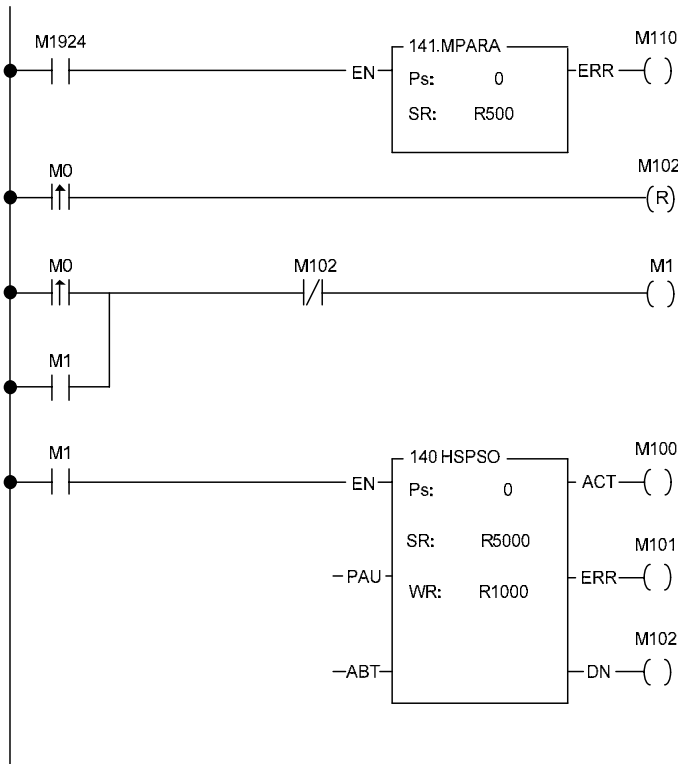 M1924
141.MPARA
M110
EN
Ps: 0
ERR
SR: R500
M0
M102
R
M0
M102
M1
M1
M1
140 HSPSO
M100
EN
Ps: 0
ACT
SR: R5000
M101
PAU
WR: R1000
ERR
M102
ABT
DN